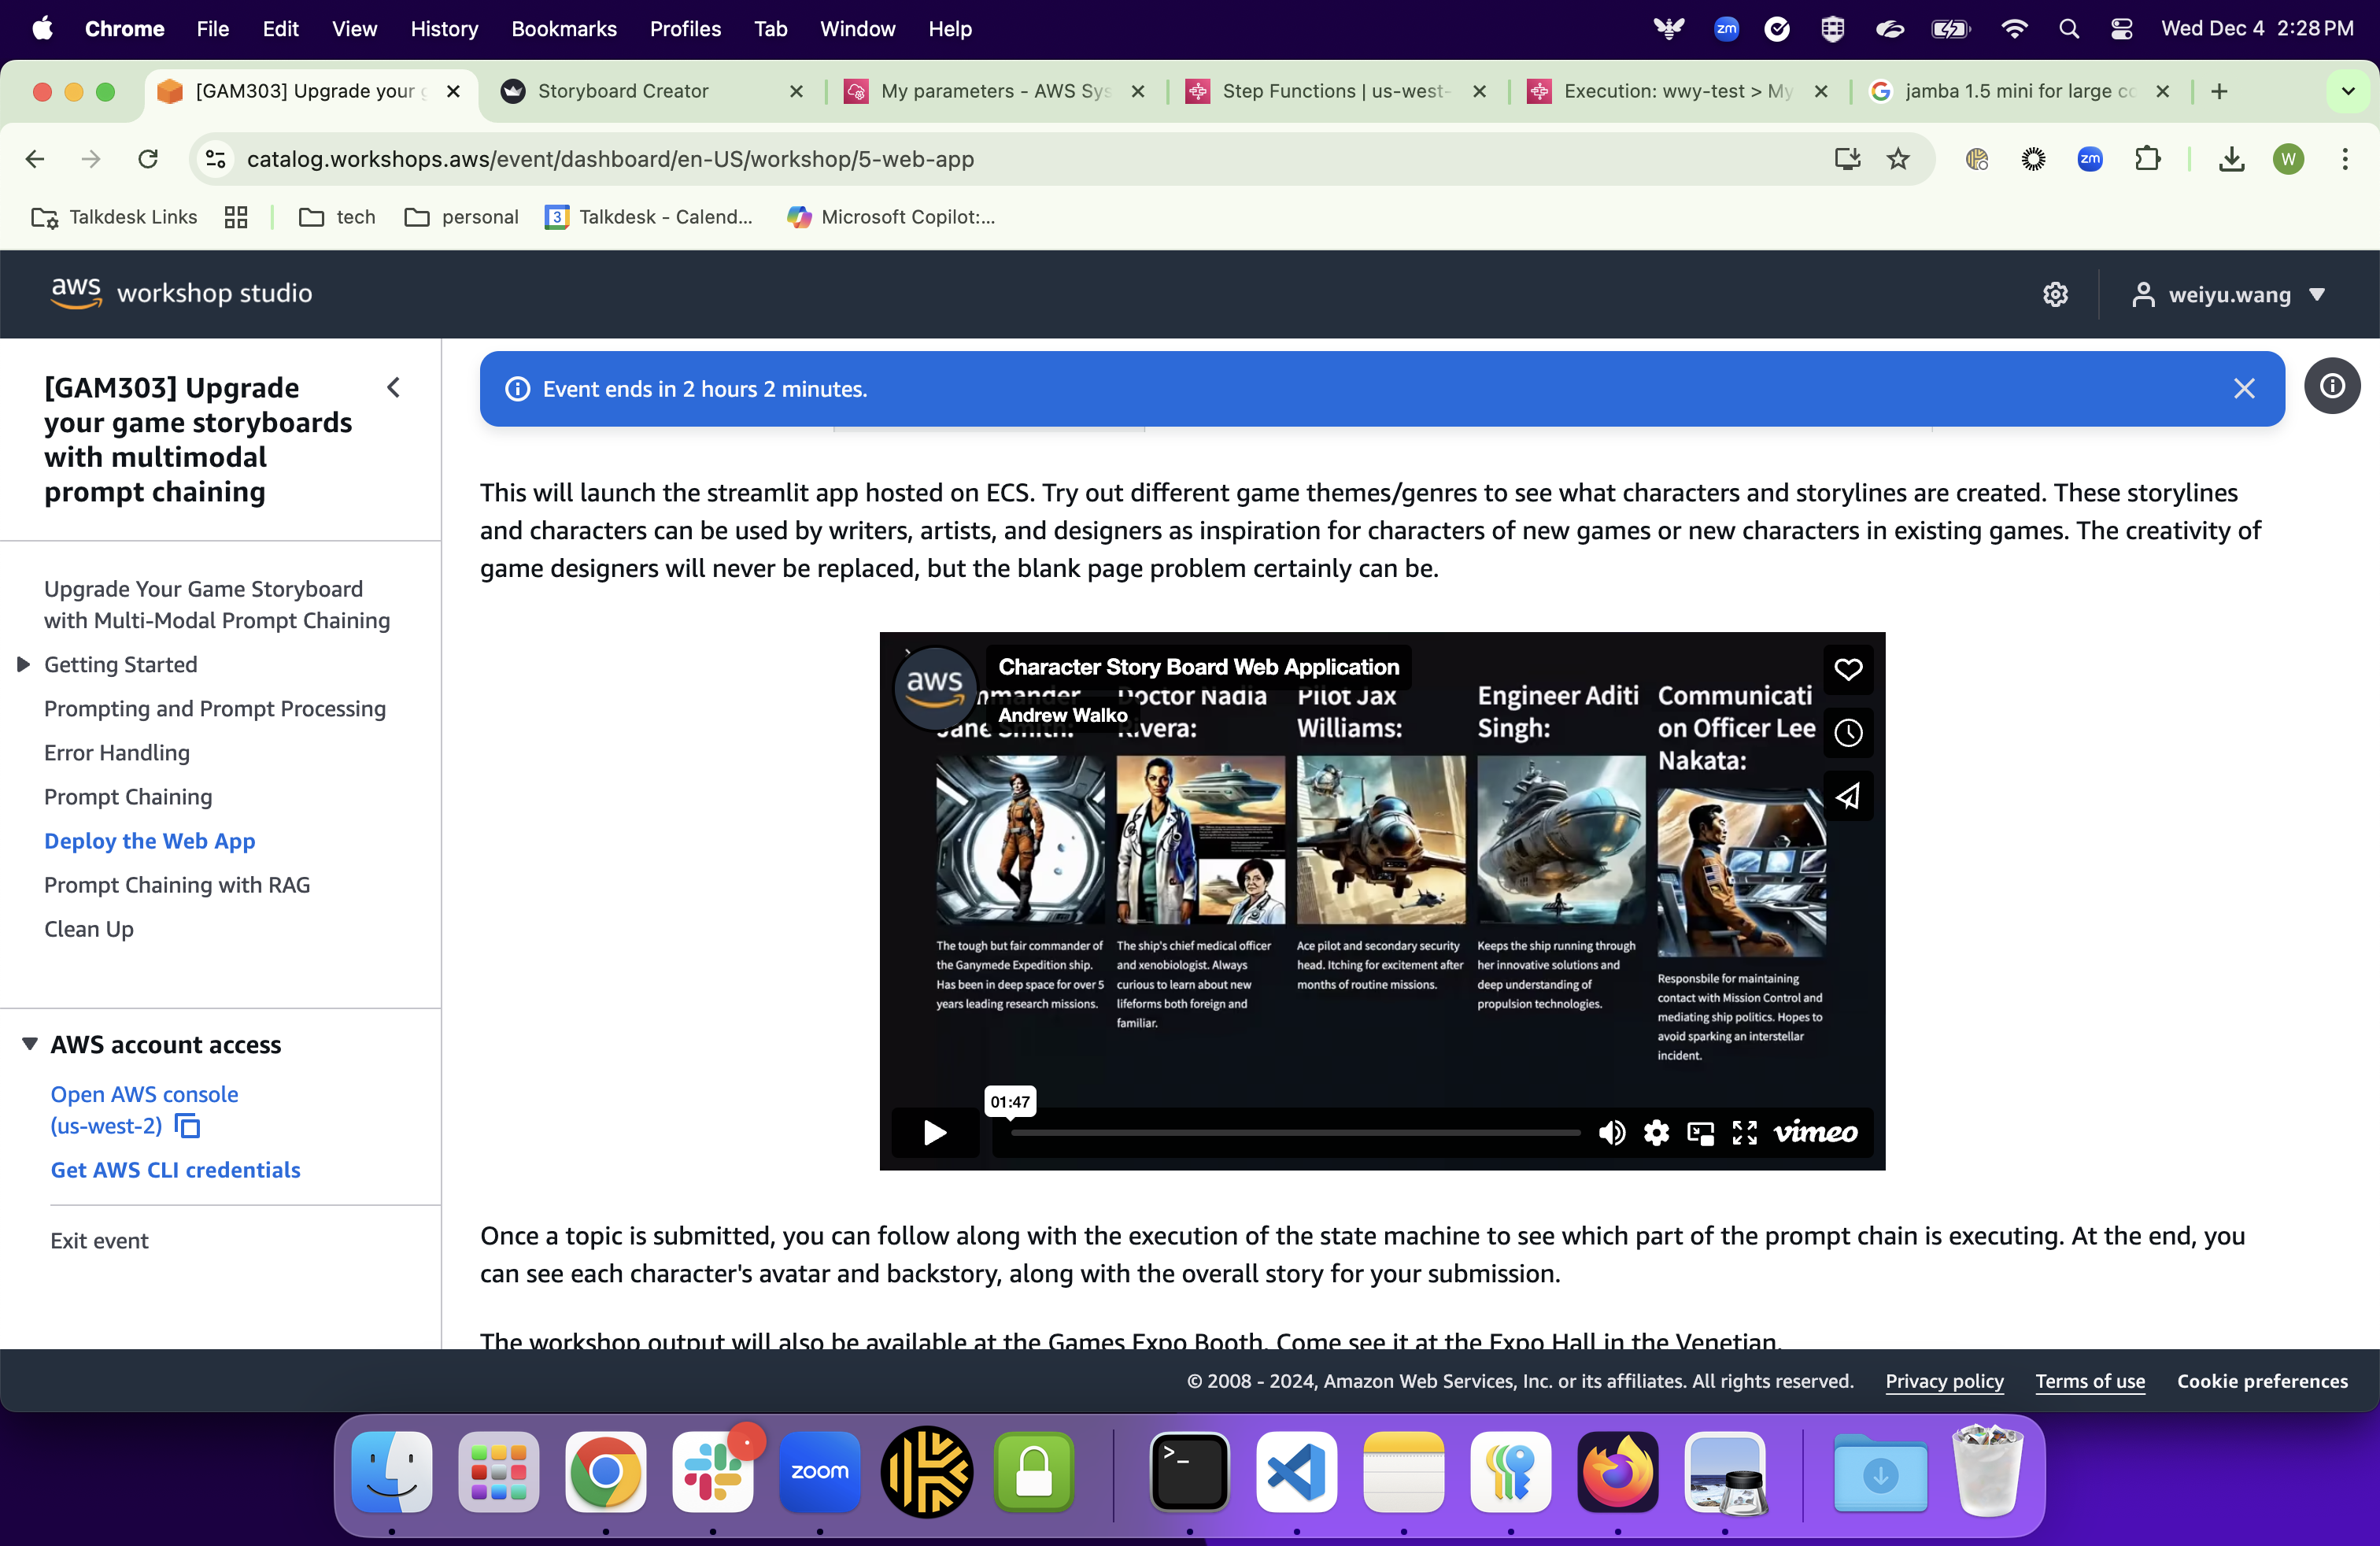 Chrome File Edit View History Bookmarks Profiles Tab Window Help zm Wed Dec 4 2:28 PM
[GAM303] Upgrade your Storyboard Creator My parameters - AWS Sys Step Functions | us-west- Execution: wwy-test > My jamba 1.5 mini for large
catalog.workshops.aws/event/dashboard/en-US/workshop/5-web-app zm W
Talkdesk Links tech personal 3 Talkdesk - Calend... Microsoft Copilot:...
aws workshop studio weiyu.wang
[GAM303] Upgrade
your game storyboards
with multimodal
prompt chaining
Upgrade Your Game Storyboard
with Multi-Modal Prompt Chaining
Getting Started
Prompting and Prompt Processing
Error Handling
Prompt Chaining
Deploy the Web App
Prompt Chaining with RAG
Clean Up
AWS account access
Open AWS console
(us-west-2)
Get AWS CLI credentials
Exit event
Event ends in 2 hours 2 minutes.
This will launch the streamlit app hosted on ECS. Try out different game themes/genres to see what characters and storylines are created. These storylines
and characters can be used by writers, artists, and designers as inspiration for characters of new games or new characters in existing games. The creativity of
game designers will never be replaced, but the blank page problem certainly can be.
aws
Character Story Board Web Application
Andrew Walko
Doctor Nadia
Rivera:
Pilot Jax
Williams:
Engineer Aditi
Singh:
Communicati
on Officer Lee
Nakata:
The tough but fair commander of
the Ganymede Expedition ship.
Has been in deep space for over 5
years leading research missions.
The ship's chief medical officer
and xenobiologist. Always
curious to learn about new
lifeforms both foreign and
familiar.
Ace pilot and secondary security
head. Itching for excitement after
months of routine missions.
Keeps the ship running through
her innovative solutions and
deep understanding of
propulsion technologies.
Responsbile for maintaining
contact with Mission Control and
mediating ship politics. Hopes to
avoid sparking an interstellar
incident.
01:47
vimeo
Once a topic is submitted, you can follow along with the execution of the state machine to see which part of the prompt chain is executing. At the end, you
can see each character's avatar and backstory, along with the overall story for your submission.
The workshop output will also be available at the Games Expo Booth. Come see it at the Expo Hall in the Venetian.
© 2008 - 2024, Amazon Web Services, Inc. or its affiliates. All rights reserved. Privacy policy Terms of use Cookie preferences
zoom